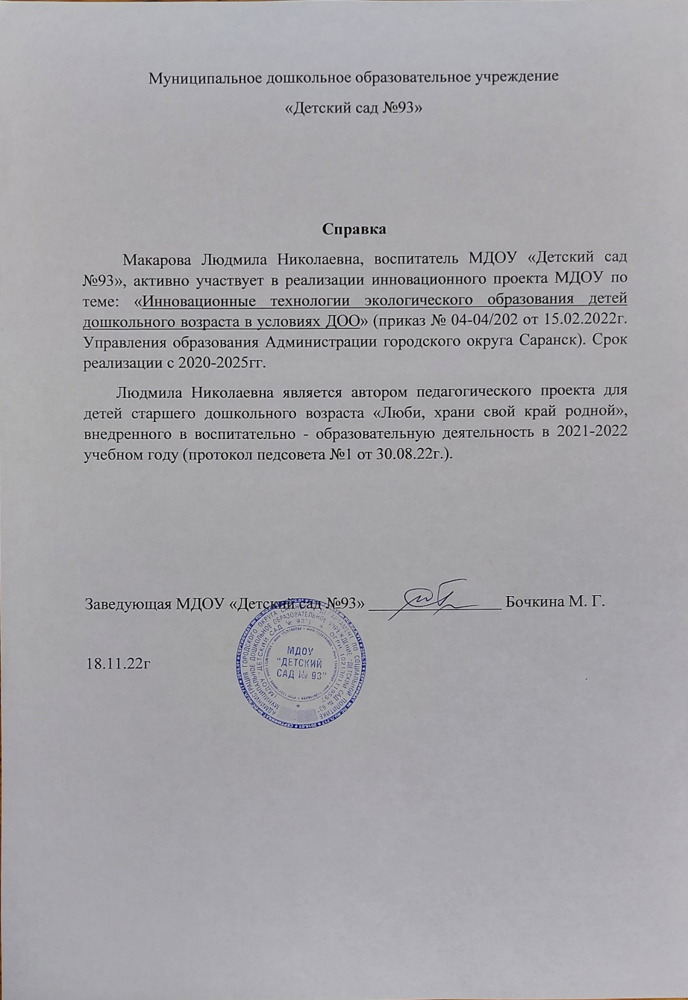 Муниципальное дошкольное образовательное учреждение
«Детский сад №93»
Справка
Макарова Людмила Николаевна, воспитатель МДОУ «Детский сад
№93», активно участвует в реализации инновационного проекта МДОУ по
теме: «Инновационные технологии экологического образования детей
дошкольного возраста в условиях ДОО» (приказ № 04-04/202 от 15.02.2022г.
Управления образования Администрации городского округа Саранск). Срок
реализации с 2020-2025гг.
Людмила Николаевна является автором педагогического проекта для
детей старшего дошкольного возраста «Люби, храни свой край родной»,
внедренного в воспитательно - образовательную деятельность в 2021-2022
учебном году (протокол педсовета №1 от 30.08.22г.).
Заведующая МДОУ «Детский сад №93» ________________ Бочкина М. Г.
18.11.22г
МДОУ
"ДЕТСКИЙ
САД № 93"